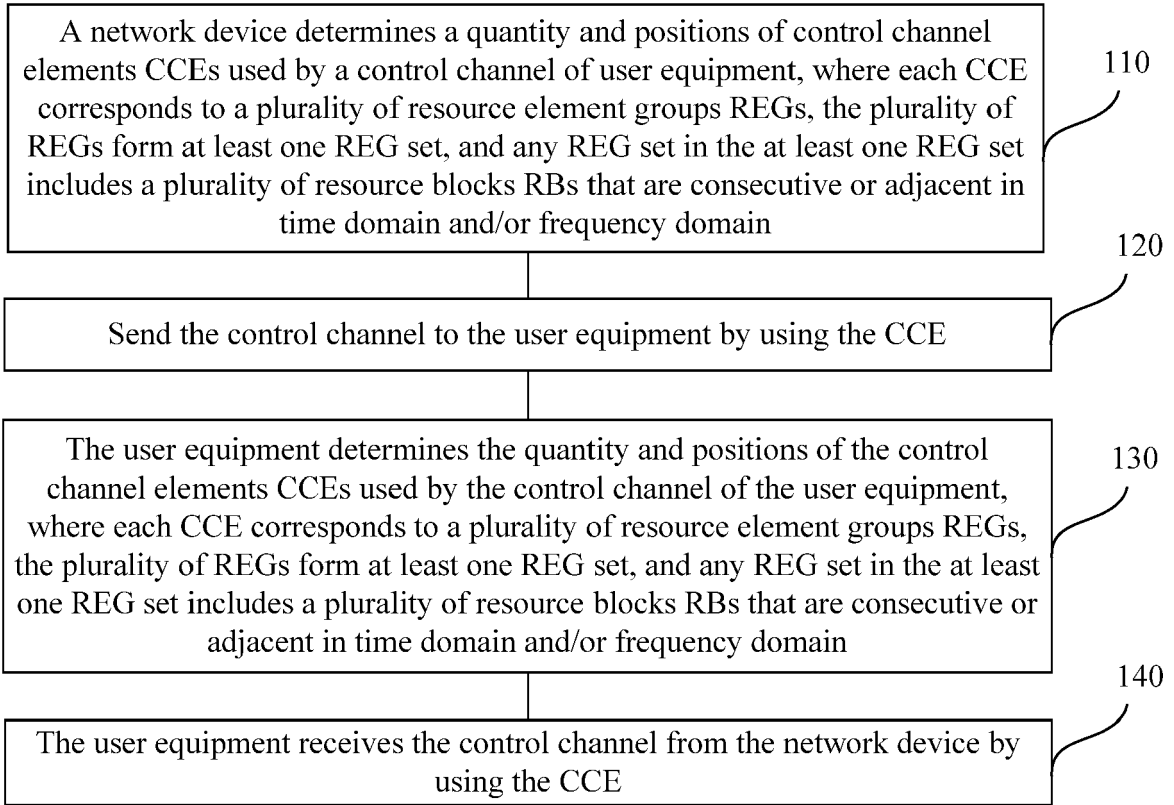 A network device determines a quantity and positions of control channel
elements CCEs used by a control channel of user equipment, where each CCE
corresponds to a plurality of resource element groups REGs, the plurality of
REGs form at least one REG set, and any REG set in the at least one REG set
includes a plurality of resource blocks RBs that are consecutive or adjacent in
time domain and/or frequency domain
110
120
Send the control channel to the user equipment by using the CCE
The user equipment determines the quantity and positions of the control
channel elements CCEs used by the control channel of the user equipment,
where each CCE corresponds to a plurality of resource element groups REGs,
the plurality of REGs form at least one REG set, and any REG set in the at least
one REG set includes a plurality of resource blocks RBs that are consecutive or
adjacent in time domain and/or frequency domain
130
140
The user equipment receives the control channel from the network device by
using the CCE